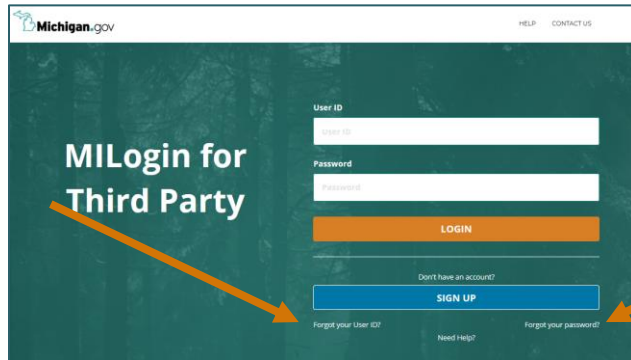 Michigan.gov
HELP CONTACT US
MILogin for
Third Party
User ID
User ID
Password
Password
LOGIN
Don't have an account?
SIGN UP
Forgot your User ID?
Forgot your password?
Need Help?